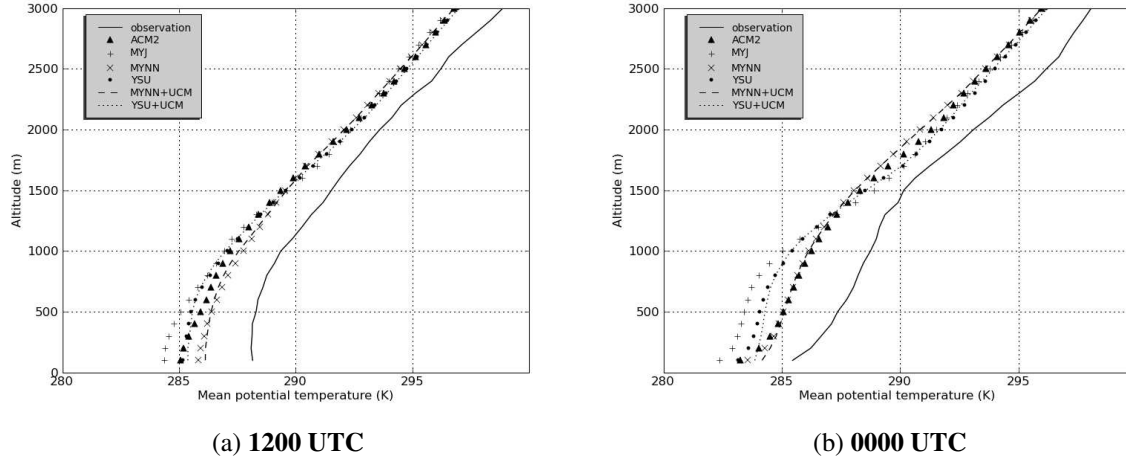 observation
ACM2
MYJ
MYNN
YSU
MYNN+UCM
YSU+UCM
3000
2500
2000
1500
1000
500
0
Altitude (m)
280
285
290
295
Mean potential temperature (K)
(a) 1200 UTC
observation
ACM2
MYJ
MYNN
YSU
MYNN+UCM
YSU+UCM
3000
2500
2000
1500
1000
500
0
Altitude (m)
280
285
290
295
Mean potential temperature (K)
(b) 0000 UTC